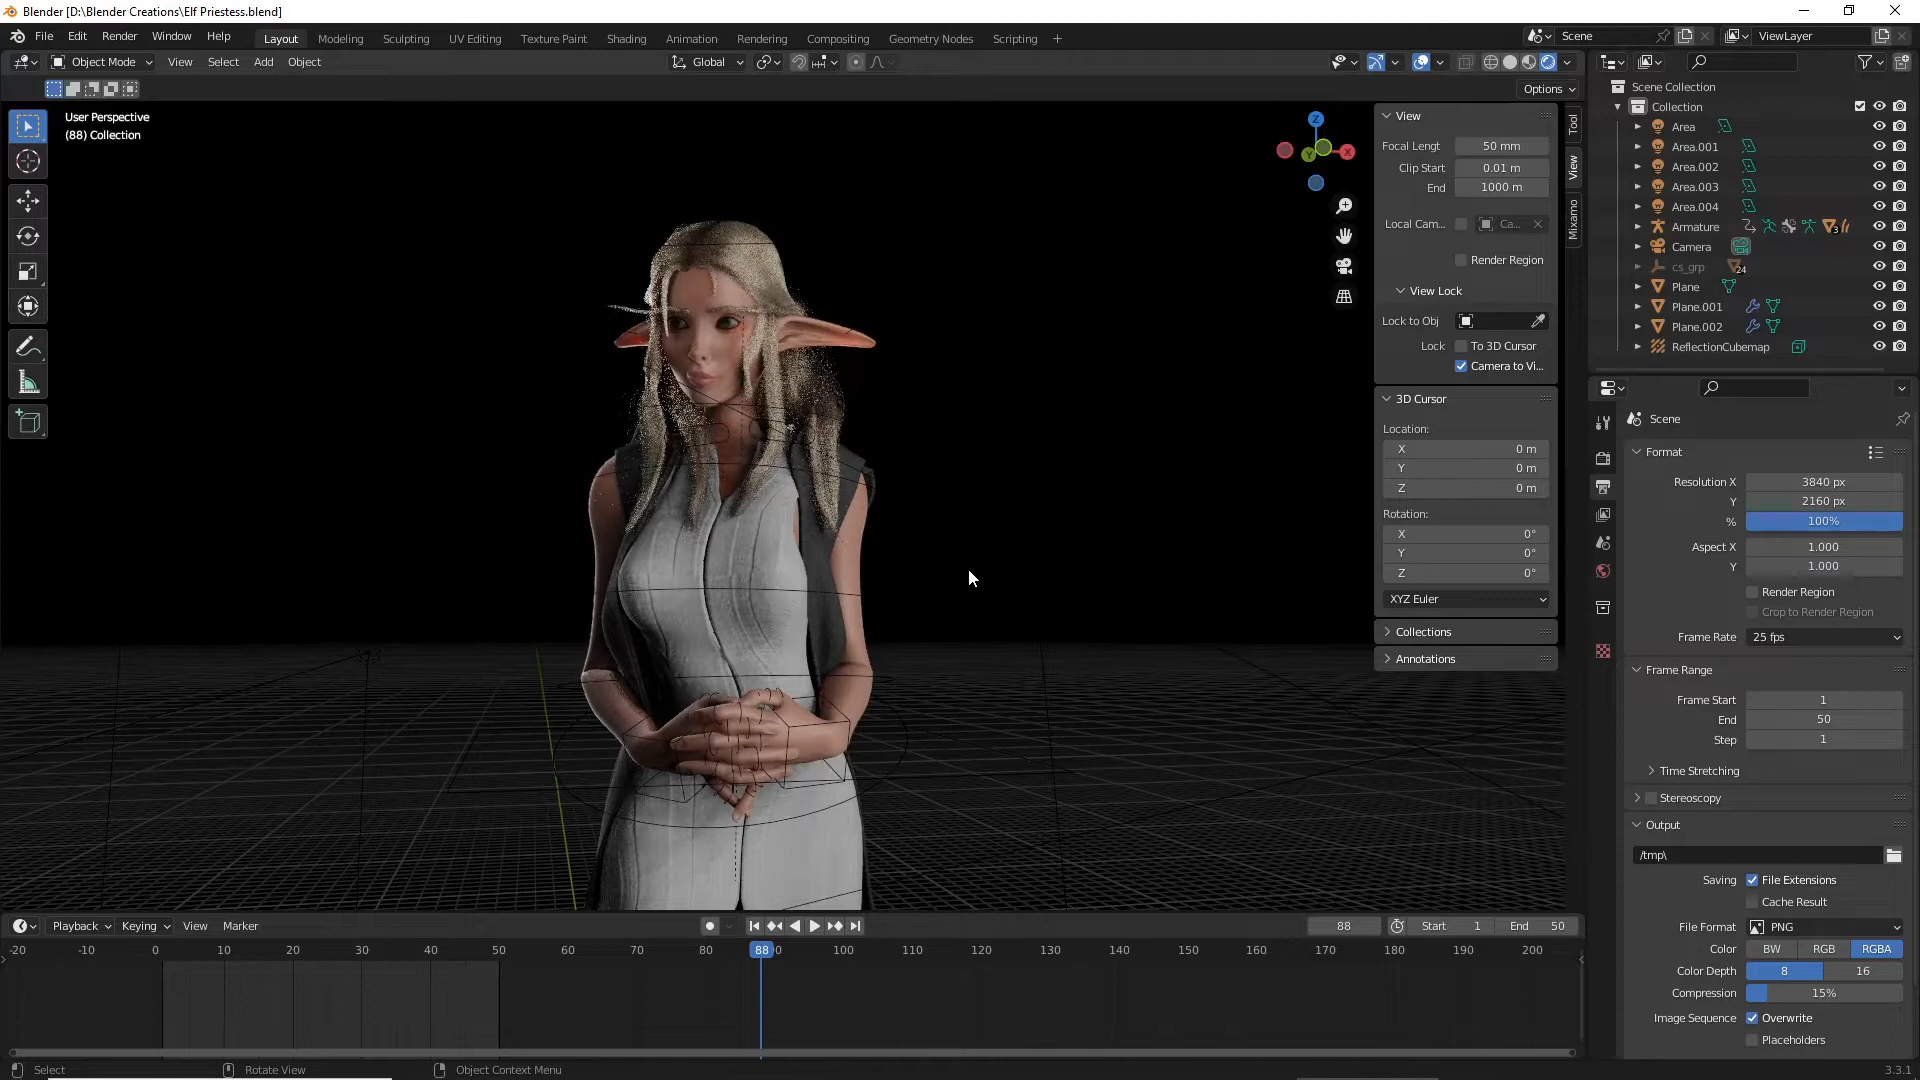 Blender [D:\Blender Creations\Elf Priestess.blend]
File Edit Render Window Help Layout Modeling Sculpting UV Editing Texture Paint Shading Animation Rendering Compositing Geometry Nodes Scripting + Scene ViewLayer
Object Mode View Select Add Object Global
Options
User Perspective
(88) Collection
Z
X
Y
View
Focal Lengt 50 mm
Clip Start 0.01 m
End 1000 m
Local Cam... Ca...
Render Region
View Lock
Lock to Obj
Lock To 3D Cursor
Camera to Vi...
3D Cursor
Location:
X 0 m
Y 0 m
Z 0 m
Rotation:
X 0°
Y 0°
Z 0°
XYZ Euler
Collections
Annotations
Tool
View
Mixamo
Scene Collection
Collection
Area
Area.001
Area.002
Area.003
Area.004
Armature 3
Camera
cs_grp 24
Plane
Plane.001
Plane.002
ReflectionCubemap
Scene
Format
Resolution X 3840 px
Y 2160 px
% 100%
Aspect X 1.000
Y 1.000
Render Region
Crop to Render Region
Frame Rate 25 fps
Frame Range
Frame Start 1
End 50
Step 1
Time Stretching
Stereoscopy
Output
/tmp\
Saving File Extensions
Cache Result
File Format PNG
Color BW RGB RGBA
Color Depth 8 16
Compression 15%
Image Sequence Overwrite
Placeholders
Playback Keying View Marker 88 Start 1 End 50
-20 -10 0 10 20 30 40 50 60 70 80 88 0 100 110 120 130 140 150 160 170 180 190 200
Select Rotate View Object Context Menu 3.3.1